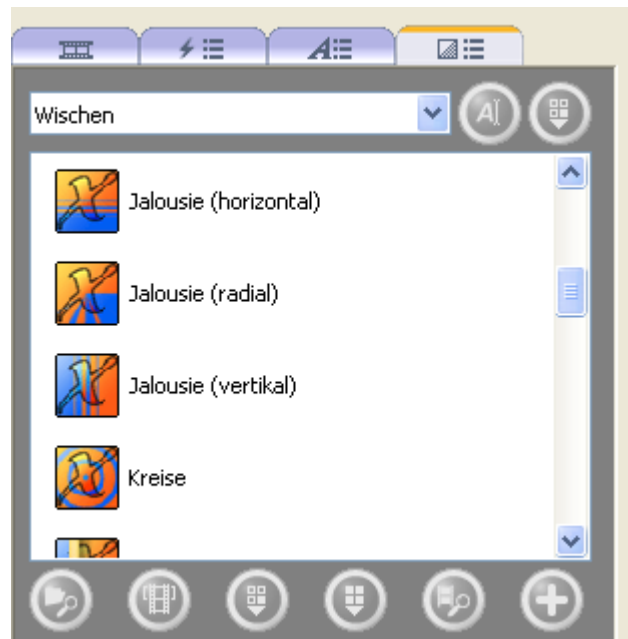 Wischen
Jalousie (horizontal)
Jalousie (radial)
Jalousie (vertikal)
Kreise